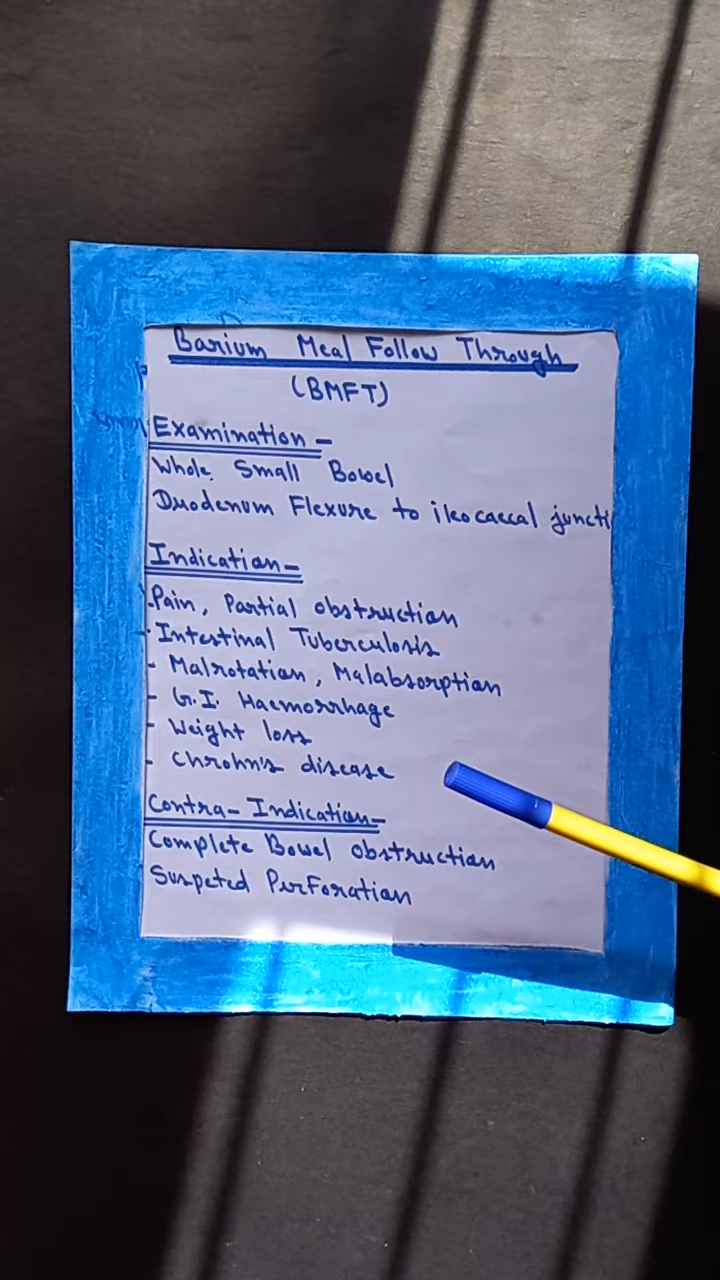 Barium Meal Follow Through
(BMFT)
Examination -
Whole Small Bowel
Duodenum Flexure to ileocaecal juncti
Indication -
- Pain, Partial obstruction
- Intestinal Tuberculosis
- Malrotation, Malabsorption
- G.I. Haemorrhage
- Weight loss
- Chrohn's disease
Contra-Indication -
Complete Bowel obstruction
Suspeted Perforation